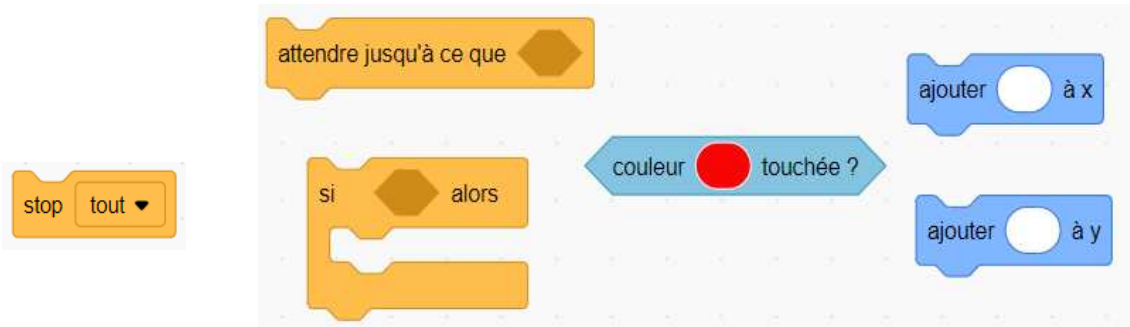 stop tout
attendre jusqu'à ce que
si alors
couleur touchée ?
ajouter à x
ajouter à y